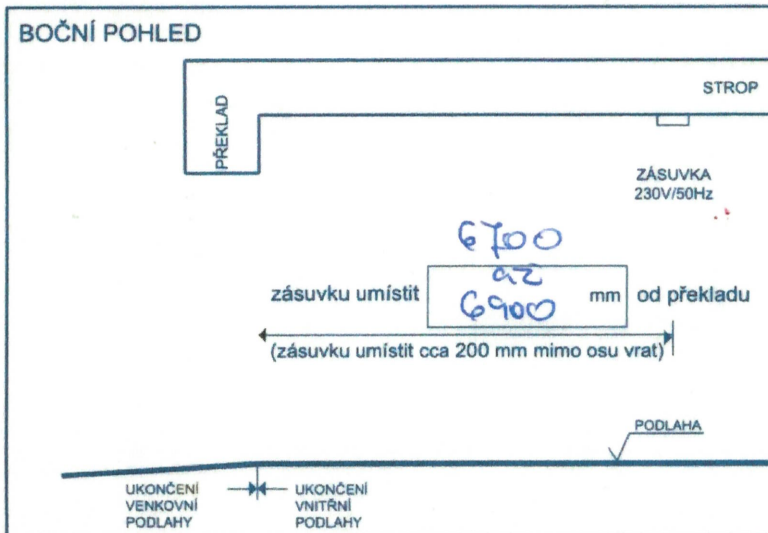 BOČNÍ POHLED
STROP
PŘEKLAD
ZÁSUVKA
230V/50Hz
6700
až
zásuvku umístit 6900 mm od překladu
(zásuvku umístit cca 200 mm mimo osu vrat)
PODLAHA
UKONČENÍ
VENKOVNÍ
PODLAHY
UKONČENÍ
VNITŘNÍ
PODLAHY